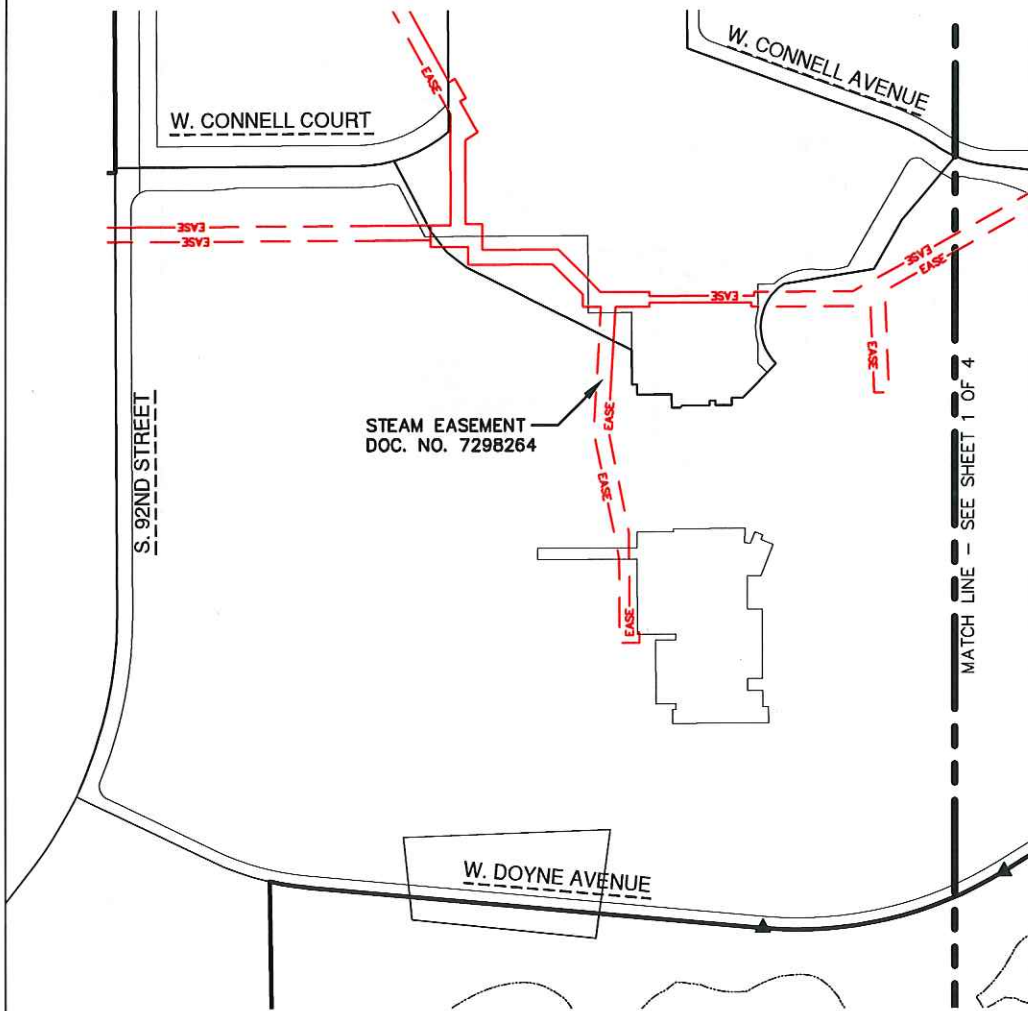 W. CONNELL AVENUE
EASE
W. CONNELL COURT
EASE
EASE
EASE
EASE
EASE
EASE
EASE
STEAM EASEMENT
DOC. NO. 7298264
EASE
S. 92ND STREET
EASE
MATCH LINE - SEE SHEET 1 OF 4
EASE
W. DOYNE AVENUE